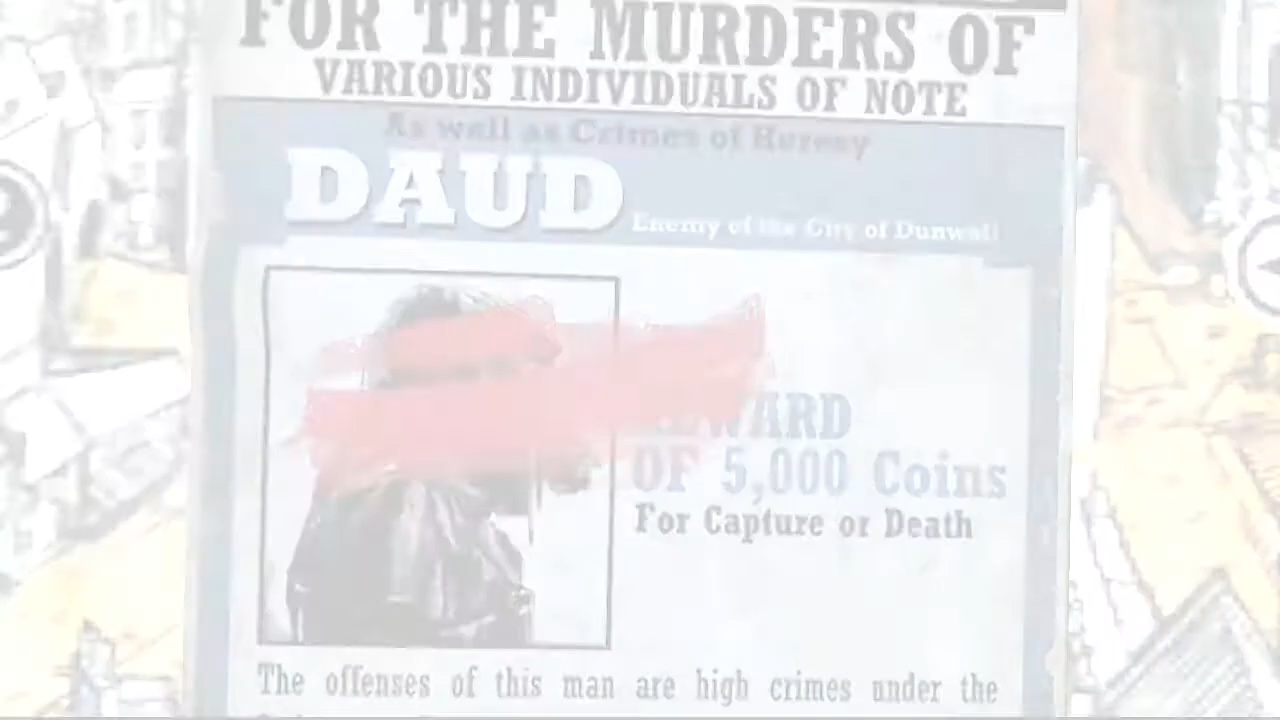 FOR THE MURDERS OF
VARIOUS INDIVIDUALS OF NOTE
As well as Crimes of Heresy
DAUD
Enemy of the City of Dunwall
REWARD
OF 5,000 Coins
For Capture or Death
The offenses of this man are high crimes under the